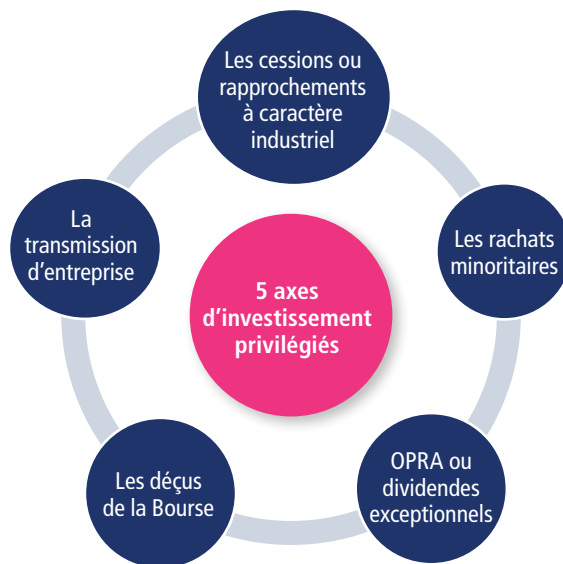 Les cessions ou
rapprochements
à caractère
industriel
La
transmission
d'entreprise
Les rachats
minoritaires
5 axes
d'investissement
privilégiés
Les déçus
de la Bourse
OPRA ou
dividendes
exceptionnels